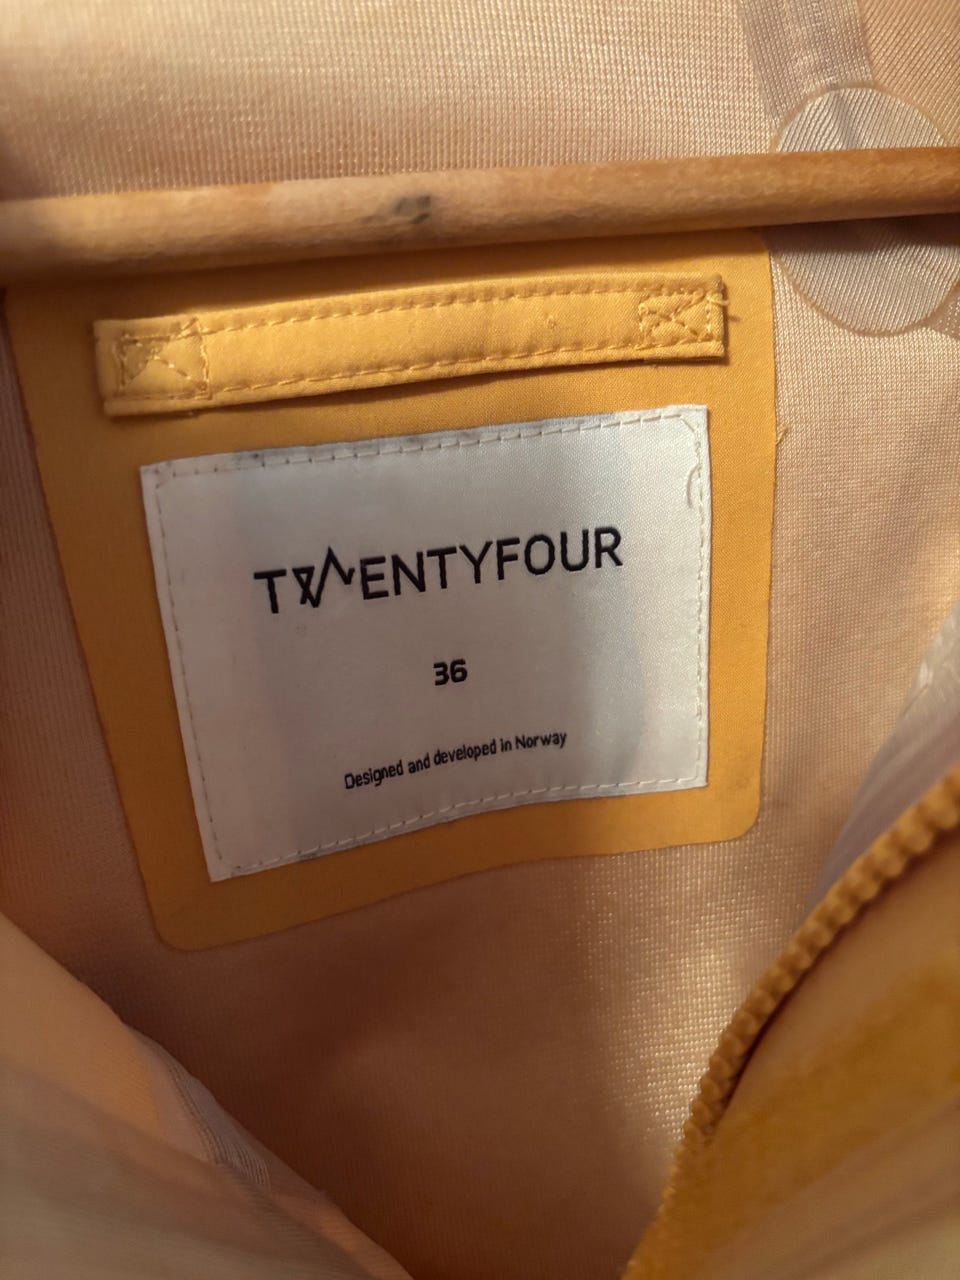 TWENTYFOUR
36
Designed and developed in Norway